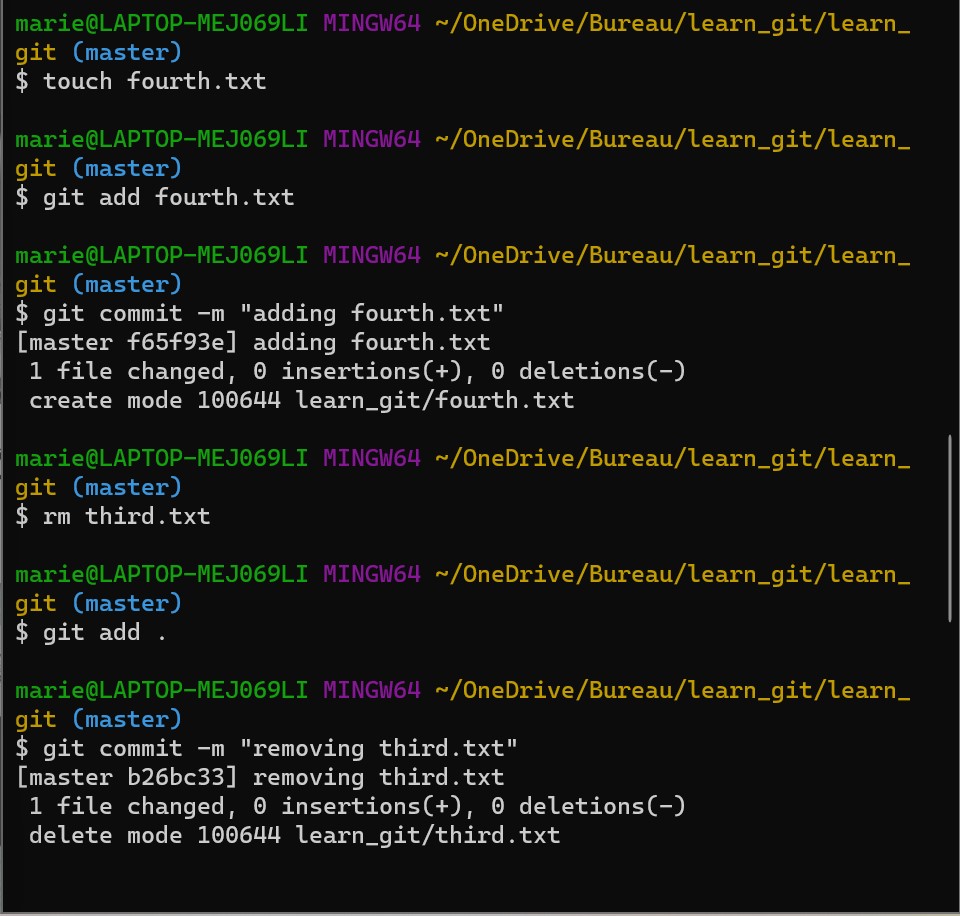 marie@LAPTOP-MEJ069LI MINGW64 ~/OneDrive/Bureau/learn_git/learn_
git (master)
$ touch fourth.txt
marie@LAPTOP-MEJ069LI MINGW64 ~/OneDrive/Bureau/learn_git/learn_
git (master)
$ git add fourth.txt
marie@LAPTOP-MEJ069LI MINGW64 ~/OneDrive/Bureau/learn_git/learn_
git (master)
$ git commit -m "adding fourth.txt"
[master f65f93e] adding fourth.txt
 1 file changed, 0 insertions(+), 0 deletions(-)
 create mode 100644 learn_git/fourth.txt
marie@LAPTOP-MEJ069LI MINGW64 ~/OneDrive/Bureau/learn_git/learn_
git (master)
$ rm third.txt
marie@LAPTOP-MEJ069LI MINGW64 ~/OneDrive/Bureau/learn_git/learn_
git (master)
$ git add .
marie@LAPTOP-MEJ069LI MINGW64 ~/OneDrive/Bureau/learn_git/learn_
git (master)
$ git commit -m "removing third.txt"
[master b26bc33] removing third.txt
 1 file changed, 0 insertions(+), 0 deletions(-)
 delete mode 100644 learn_git/third.txt